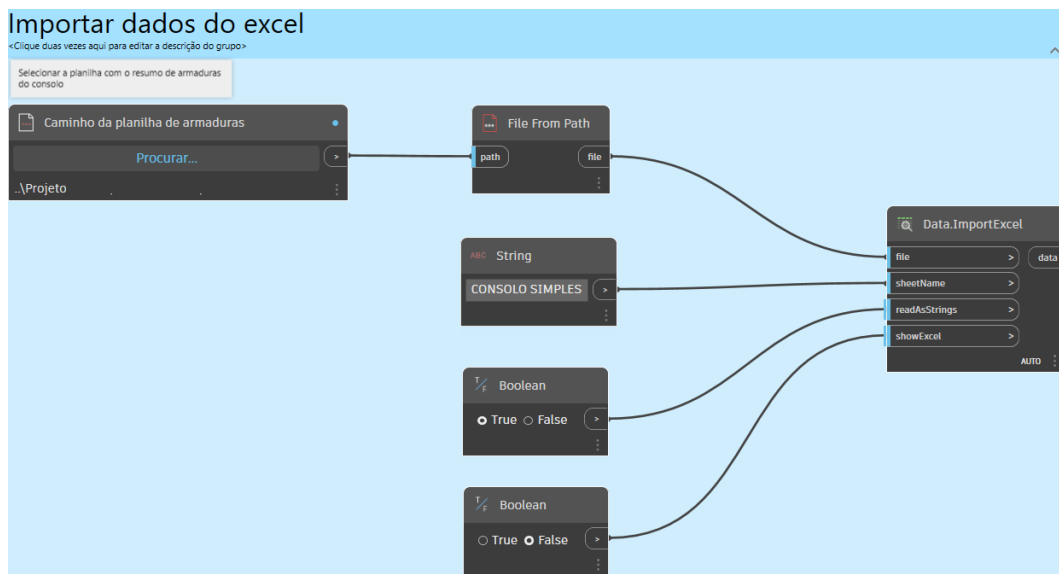 Importar dados do excel
<Clique duas vezes aqui para editar a descrição do grupo>
Selecionar a planilha com o resumo de armaduras
do consolo
Caminho da planilha de armaduras
Procurar...
>
..\Projeto
File From Path
path
file
ABC String
CONSOLO SIMPLES
>
T/F Boolean
True False
>
T/F Boolean
True False
>
Data.ImportExcel
file >
data
sheetName >
readAsStrings >
showExcel >
AUTO